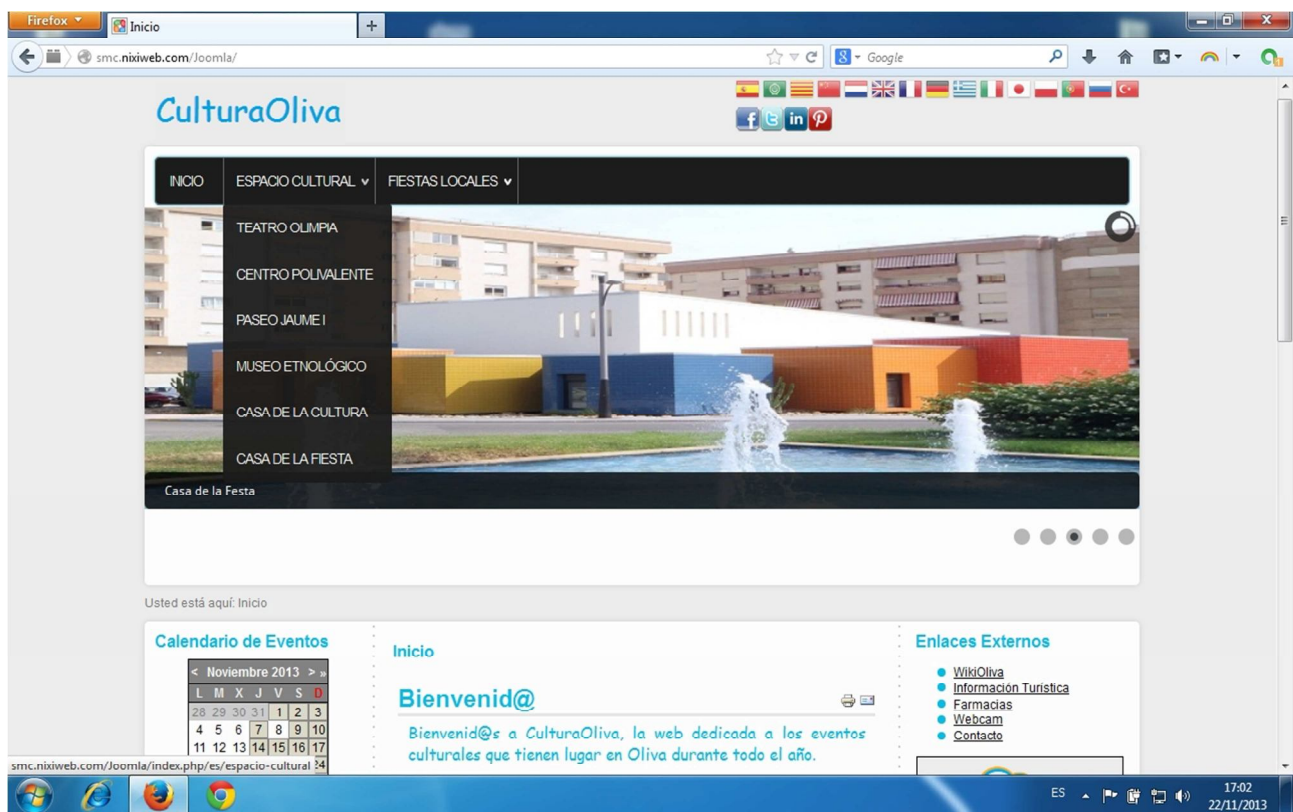 Firefox
Inicio
smc.nixiweb.com/Joomla/
Google
CulturaOliva
INICIO
ESPACIO CULTURAL
FIESTAS LOCALES
TEATRO OLIMPIA
CENTRO POLIVALENTE
PASEO JAUME I
MUSEO ETNOLÓGICO
CASA DE LA CULTURA
CASA DE LA FIESTA
Casa de la Festa
Usted está aquí: Inicio
Calendario de Eventos
< Noviembre 2013 > »
L M X J V S D
28 29 30 31 1 2 3
4 5 6 7 8 9 10
11 12 13 14 15 16 17
24
Inicio
Bienvenid@
Bienvenid@s a CulturaOliva, la web dedicada a los eventos
culturales que tienen lugar en Oliva durante todo el año.
Enlaces Externos
WikiOliva
Información Turística
Farmacias
Webcam
Contacto
smc.nixiweb.com/Joomla/index.php/es/espacio-cultural
ES
17:02
22/11/2013